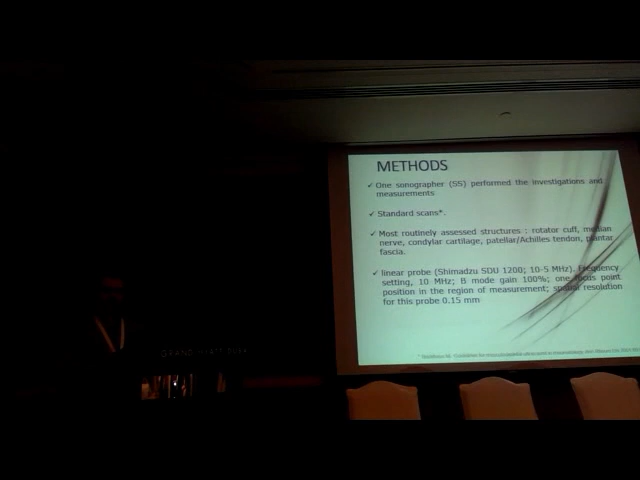 METHODS
✓ One sonographer (SS) performed the investigations and
measurements
✓ Standard scans*.
✓ Most routinely assessed structures : rotator cuff, median
nerve, condylar cartilage, patellar/Achilles tendon, plantar
fascia.
✓ linear probe (Shimadzu SDU 1200; 10-5 MHz). Frequency
setting, 10 MHz; B mode gain 100%; one focus point
position in the region of measurement; spatial resolution
for this probe 0.15 mm
GRAND HYATT